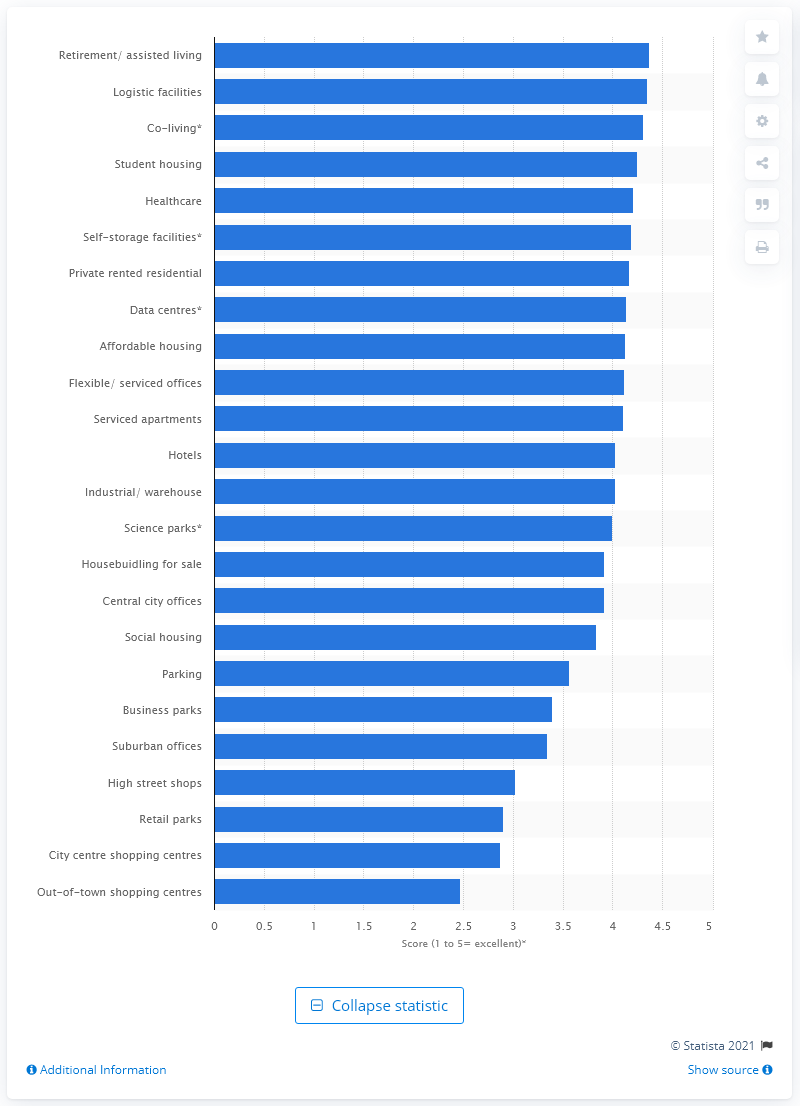 Retirement/ assisted living
Logistic facilities
Co-living*
Student housing
Healthcare
Self-storage facilities*
Private rented residential
Data centres*
Affordable housing
Flexible/ serviced offices
Serviced apartments
Hotels
Industrial/ warehouse
Science parks*
Housebuidling for sale
Central city offices
Social housing
Parking
Business parks
Suburban offices
High street shops
Retail parks
City centre shopping centres
Out-of-town shopping centres
0 0.5 1 1.5 2 2.5 3 3.5 4 4.5 5
Score (1 to 5= excellent)*
Collapse statistic
© Statista 2021
Additional Information
Show source